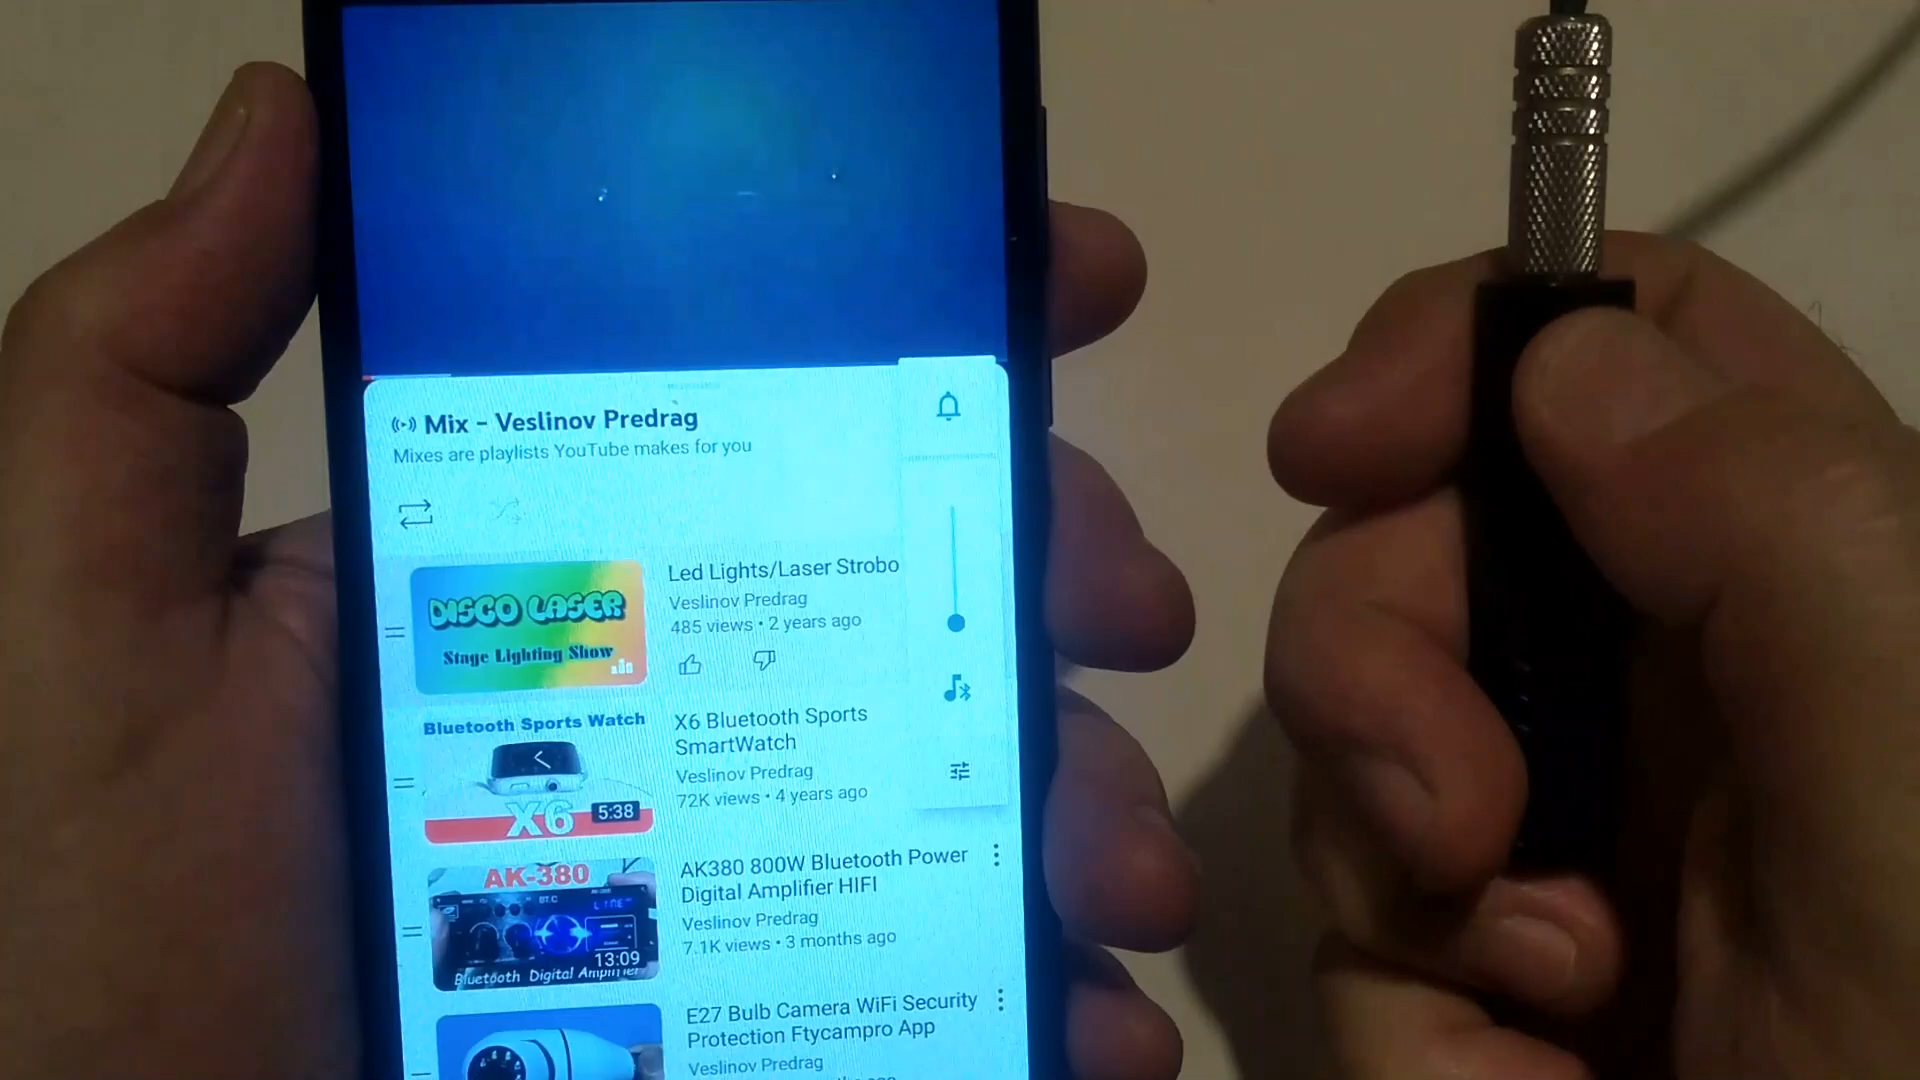 Mix - Veslinov Predrag
Mixes are playlists YouTube makes for you
DISCO LASER
Stage Lighting Show
Led Lights/Laser Strobo
Veslinov Predrag
485 views • 2 years ago
Bluetooth Sports Watch
X6
5:38
X6 Bluetooth Sports
SmartWatch
Veslinov Predrag
72K views • 4 years ago
AK-380
BT.C
LINE
13:09
Bluetooth Digital Amplifier
AK380 800W Bluetooth Power
Digital Amplifier HIFI
Veslinov Predrag
7.1K views • 3 months ago
E27 Bulb Camera WiFi Security
Protection Ftycampro App
Veslinov Predrag